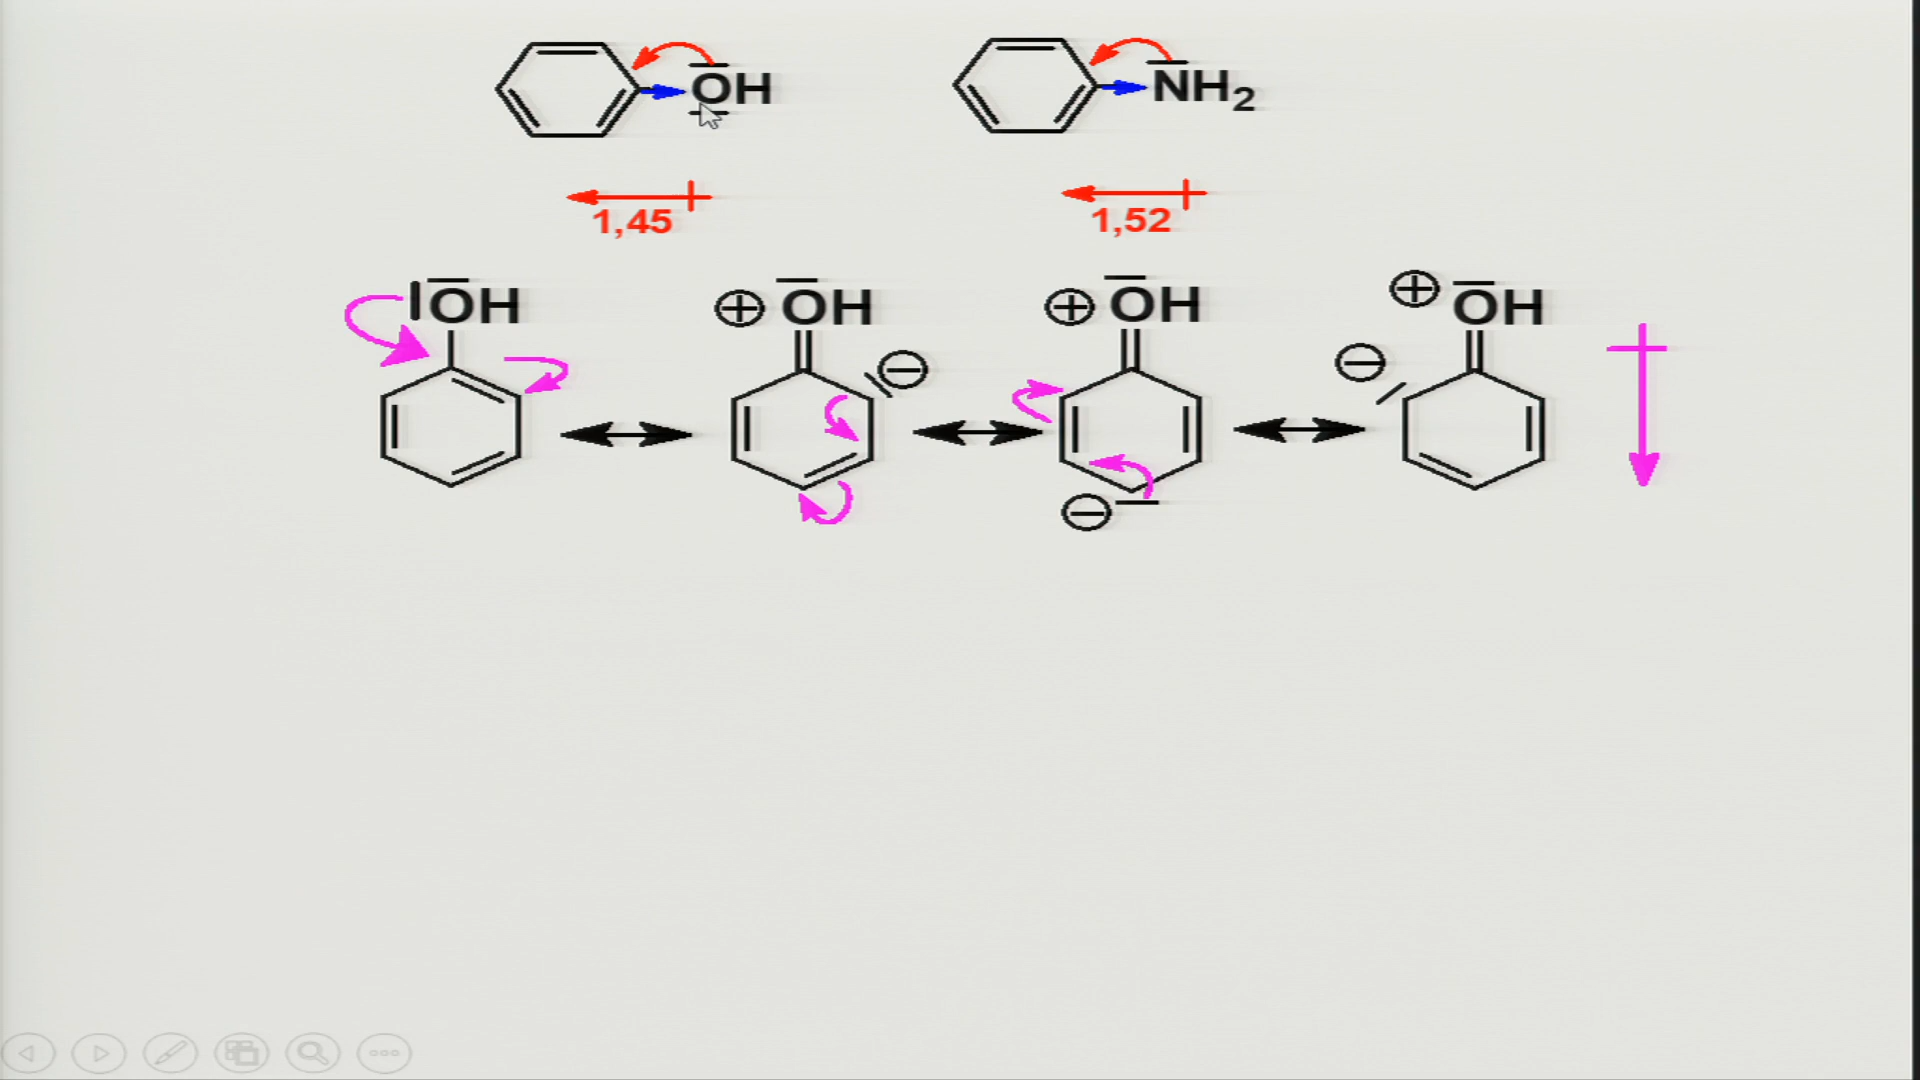 OH NH₂
1,45 1,52
OH ⊕ OH ⊕ OH ⊕ OH
⊖ ⊖
⊖